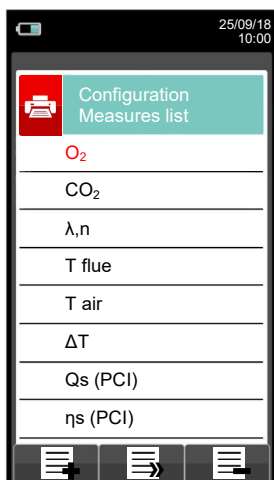 25/09/18
10:00
Configuration
Measures list
O₂
CO₂
λ,n
T flue
T air
ΔT
Qs (PCI)
ηs (PCI)